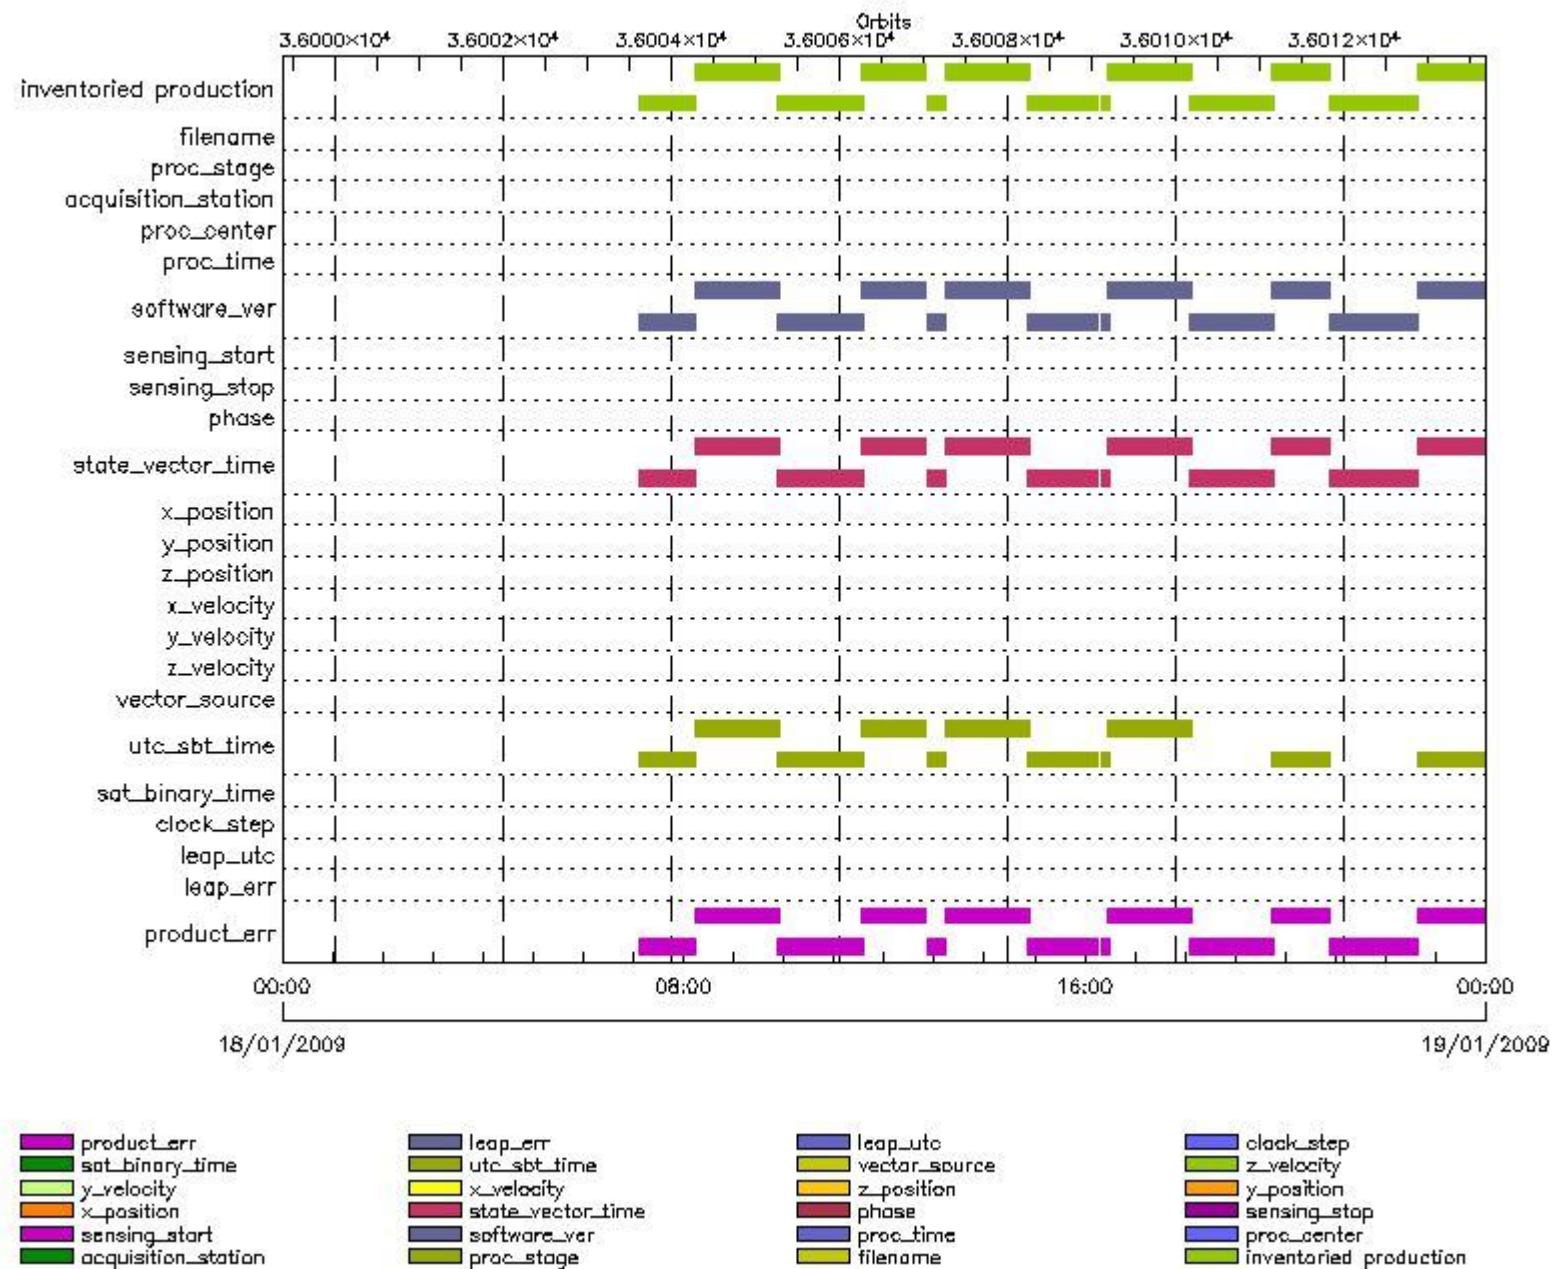 Orbits
3.6000×10⁴ 3.6002×10⁴ 3.6004×10⁴ 3.6006×10⁴ 3.6008×10⁴ 3.6010×10⁴ 3.6012×10⁴
inventoried production
filename
proc_stage
acquisition_station
proc_center
proc_time
software_ver
sensing_start
sensing_stop
phase
state_vector_time
x_position
y_position
z_position
x_velocity
y_velocity
z_velocity
vector_source
utc_sbt_time
sat_binary_time
clock_step
leap_utc
leap_err
product_err
00:00 08:00 16:00 00:00
18/01/2009 19/01/2009
product_err leap_err leap_utc clock_step
sat_binary_time utc_sbt_time vector_source z_velocity
y_velocity x_velocity z_position y_position
x_position state_vector_time phase sensing_stop
sensing_start software_ver proc_time proc_center
acquisition_station proc_stage filename inventoried production